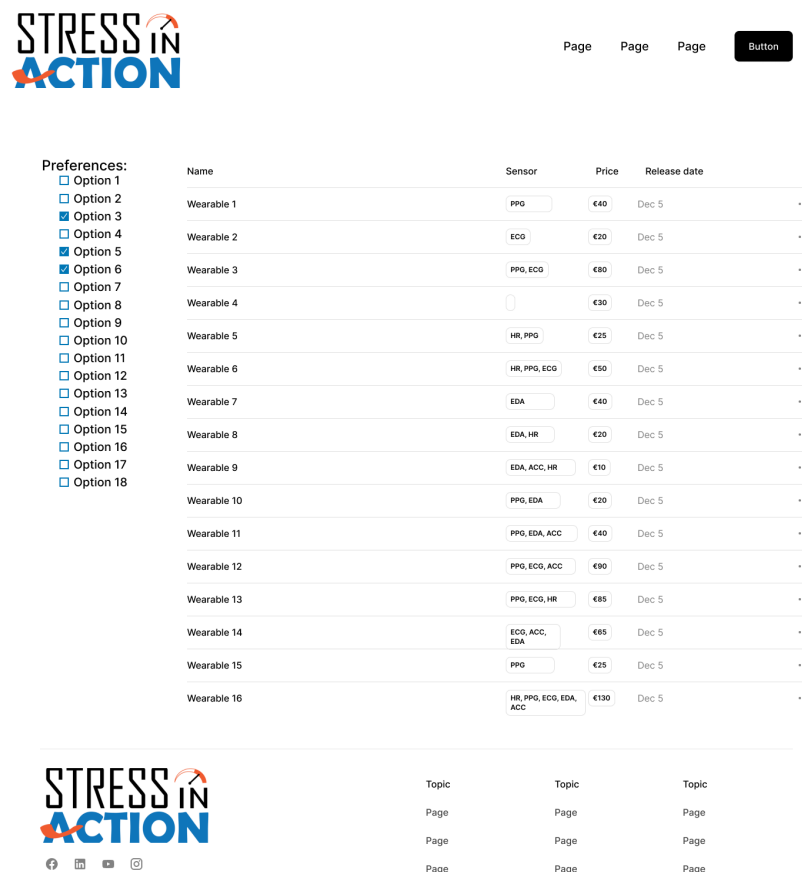 STRESS IN
ACTION
Page Page Page Button
Preferences:
Option 1
Option 2
Option 3
Option 4
Option 5
Option 6
Option 7
Option 8
Option 9
Option 10
Option 11
Option 12
Option 13
Option 14
Option 15
Option 16
Option 17
Option 18
Name Sensor Price Release date
Wearable 1 PPG €40 Dec 5
Wearable 2 ECG €20 Dec 5
Wearable 3 PPG, ECG €80 Dec 5
Wearable 4 €30 Dec 5
Wearable 5 HR, PPG €25 Dec 5
Wearable 6 HR, PPG, ECG €50 Dec 5
Wearable 7 EDA €40 Dec 5
Wearable 8 EDA, HR €20 Dec 5
Wearable 9 EDA, ACC, HR €10 Dec 5
Wearable 10 PPG, EDA €20 Dec 5
Wearable 11 PPG, EDA, ACC €40 Dec 5
Wearable 12 PPG, ECG, ACC €90 Dec 5
Wearable 13 PPG, ECG, HR €85 Dec 5
Wearable 14 ECG, ACC, €65 Dec 5
EDA
Wearable 15 PPG €25 Dec 5
Wearable 16 HR, PPG, ECG, EDA, €130 Dec 5
ACC
STRESS IN
ACTION
Topic Topic Topic
Page Page Page
Page Page Page
Page Page Page